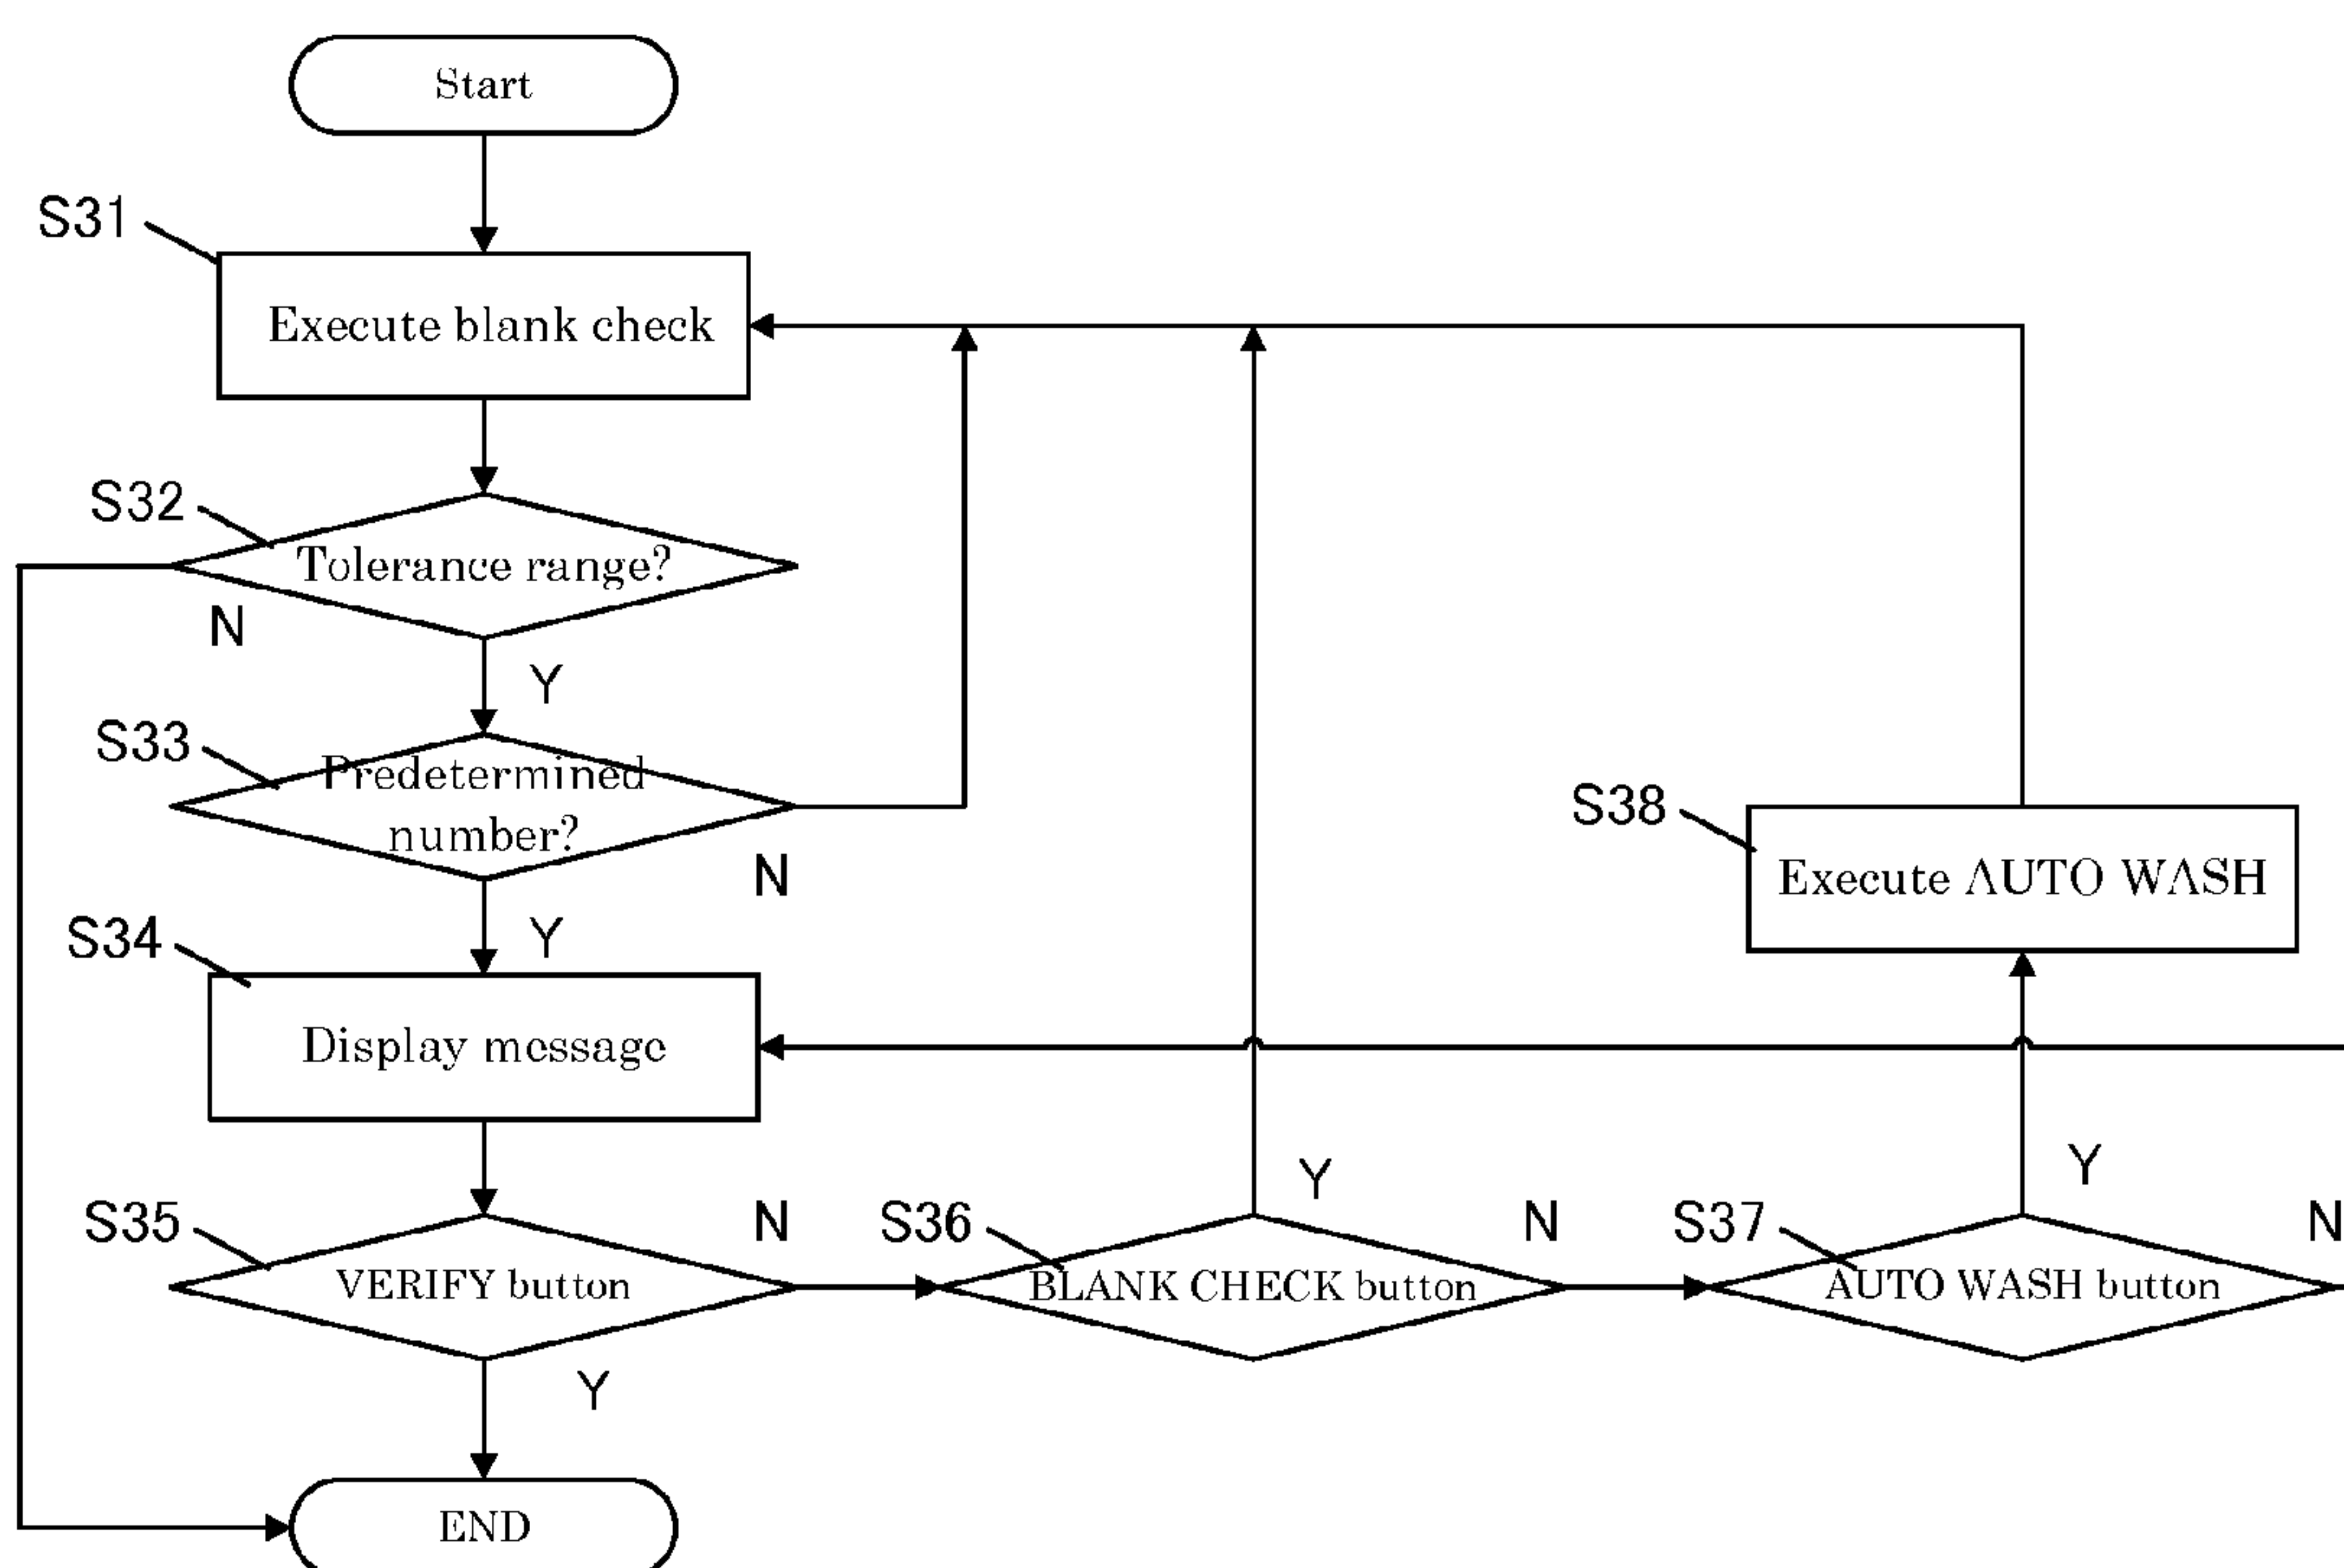 Start
S31
Execute blank check
S32
Tolerance range?
N
Y
S33
Predetermined
number?
N
Y
S38
Execute AUTO WASH
S34
Display message
Y
Y
S35
N
S36
N
S37
N
VERIFY button
BLANK CHECK button
AUTO WASH button
Y
END